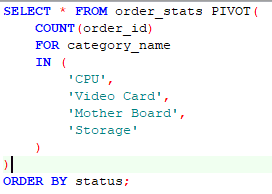 SELECT * FROM order_stats PIVOT(
COUNT(order_id)
FOR category_name
IN (
'CPU',
'Video Card',
'Mother Board',
'Storage'
)
)
ORDER BY status;